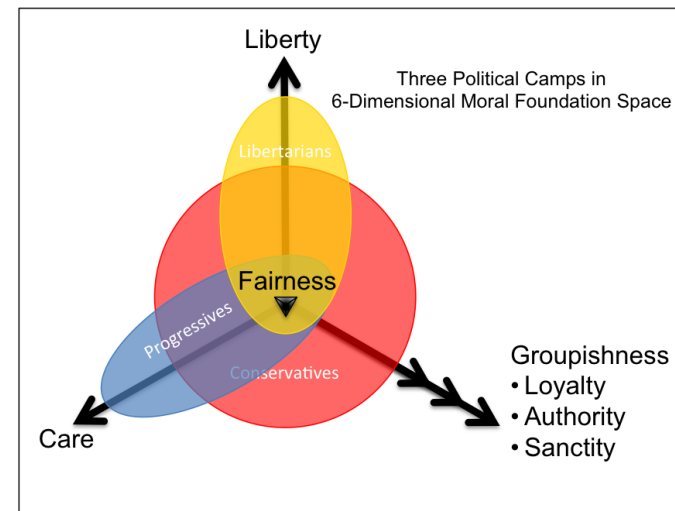 Liberty
Three Political Camps in
6-Dimensional Moral Foundation Space
Libertarians
Fairness
Progressives
Conservatives
Groupishness
• Loyalty
• Authority
• Sanctity
Care